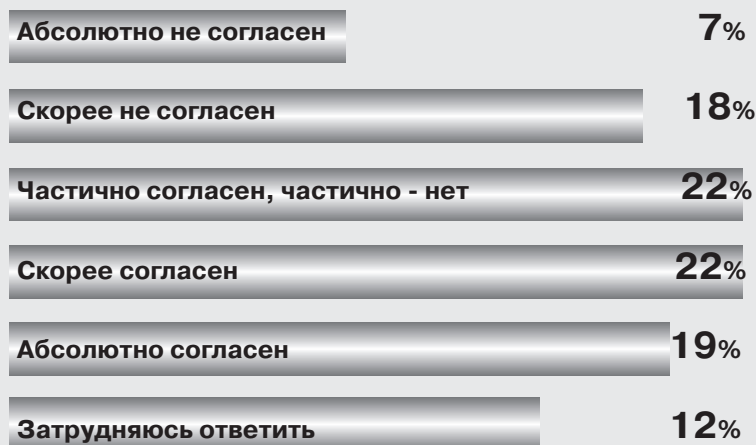 Абсолютно не согласен 7%
Скорее не согласен 18%
Частично согласен, частично - нет 22%
Скорее согласен 22%
Абсолютно согласен 19%
Затрудняюсь ответить 12%